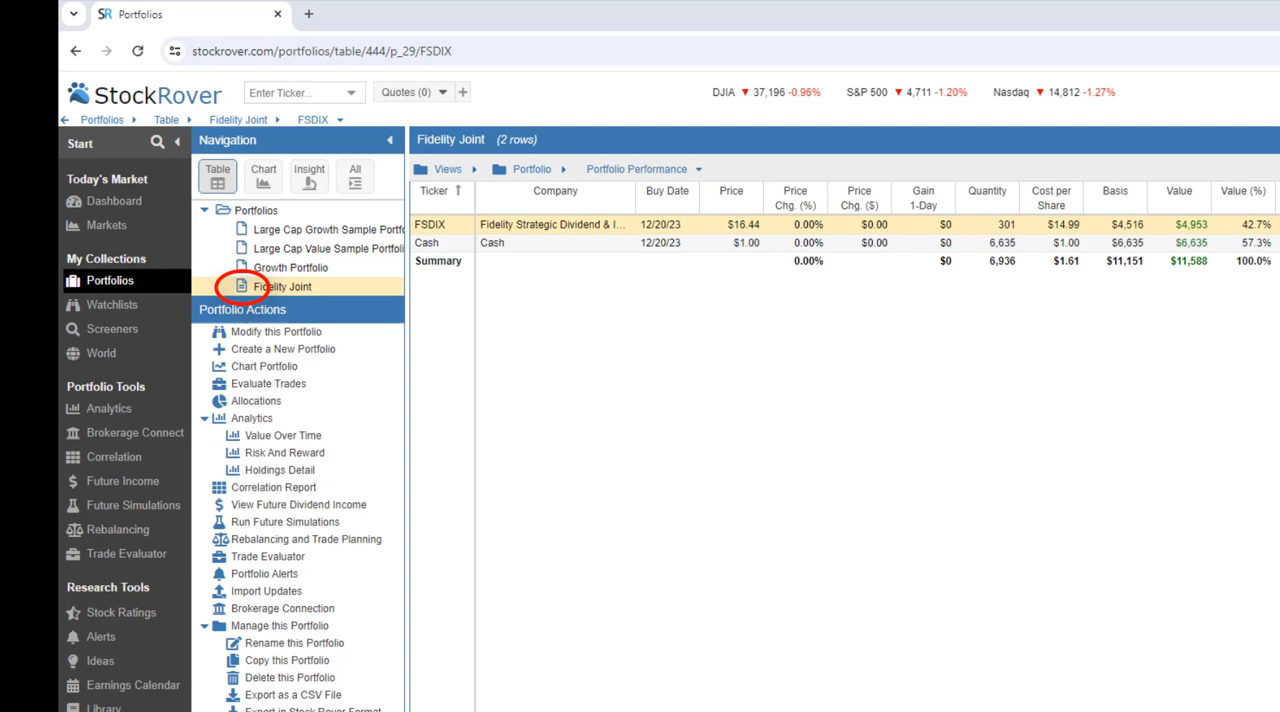 SR Portfolios
stockrover.com/portfolios/table/444/p_29/FSDIX
StockRover Enter Ticker... Quotes (0) DJIA ▼ 37,196 -0.96% S&P 500 ▼ 4,711 -1.20% Nasdaq ▼ 14,812 -1.27%
Portfolios Table Fidelity Joint FSDIX
Start
Today's Market
Dashboard
Markets
My Collections
Portfolios
Watchlists
Screeners
World
Portfolio Tools
Analytics
Brokerage Connect
Correlation
Future Income
Future Simulations
Rebalancing
Trade Evaluator
Research Tools
Stock Ratings
Alerts
Ideas
Earnings Calendar
Library
Navigation
Table Chart Insight All
Portfolios
Large Cap Growth Sample Portfo
Large Cap Value Sample Portfoli
Growth Portfolio
Fidelity Joint
Portfolio Actions
Modify this Portfolio
Create a New Portfolio
Chart Portfolio
Evaluate Trades
Allocations
Analytics
Value Over Time
Risk And Reward
Holdings Detail
Correlation Report
View Future Dividend Income
Run Future Simulations
Rebalancing and Trade Planning
Trade Evaluator
Portfolio Alerts
Import Updates
Brokerage Connection
Manage this Portfolio
Rename this Portfolio
Copy this Portfolio
Delete this Portfolio
Export as a CSV File
Export in Stock Rover Format
Fidelity Joint (2 rows)
Views Portfolio Portfolio Performance
Ticker Company Buy Date Price Price Chg. (%) Price Chg. ($) Gain 1-Day Quantity Cost per Share Basis Value Value (%)
FSDIX Fidelity Strategic Dividend & I... 12/20/23 $16.44 0.00% $0.00 $0 301 $14.99 $4,516 $4,953 42.7%
Cash Cash 12/20/23 $1.00 0.00% $0.00 $0 6,635 $1.00 $6,635 $6,635 57.3%
Summary 0.00% $0 6,936 $1.61 $11,151 $11,588 100.0%